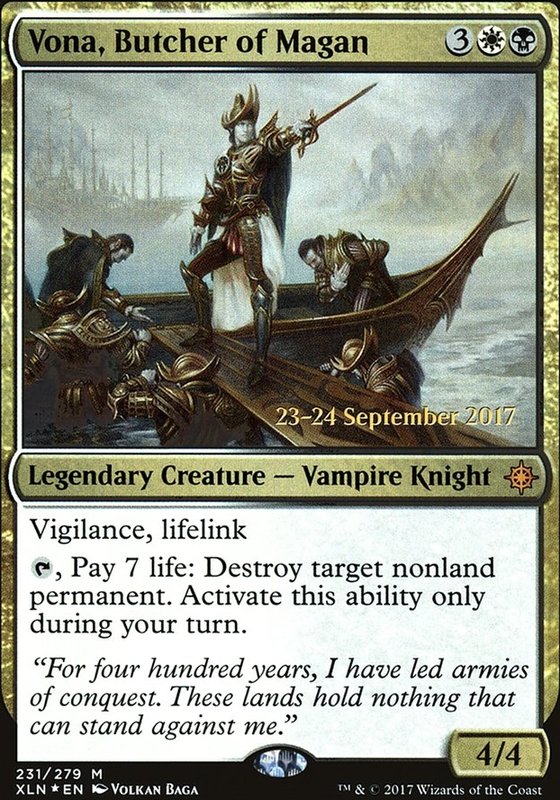 Vona, Butcher of Magan 3
23–24 September 2017
Legendary Creature — Vampire Knight
Vigilance, lifelink
, Pay 7 life: Destroy target nonland
permanent. Activate this ability only
during your turn.
“For four hundred years, I have led armies
of conquest. These lands hold nothing that
can stand against me.”
4/4
231/279 M
XLN ★ EN Volkan Baga
™ & © 2017 Wizards of the Coast